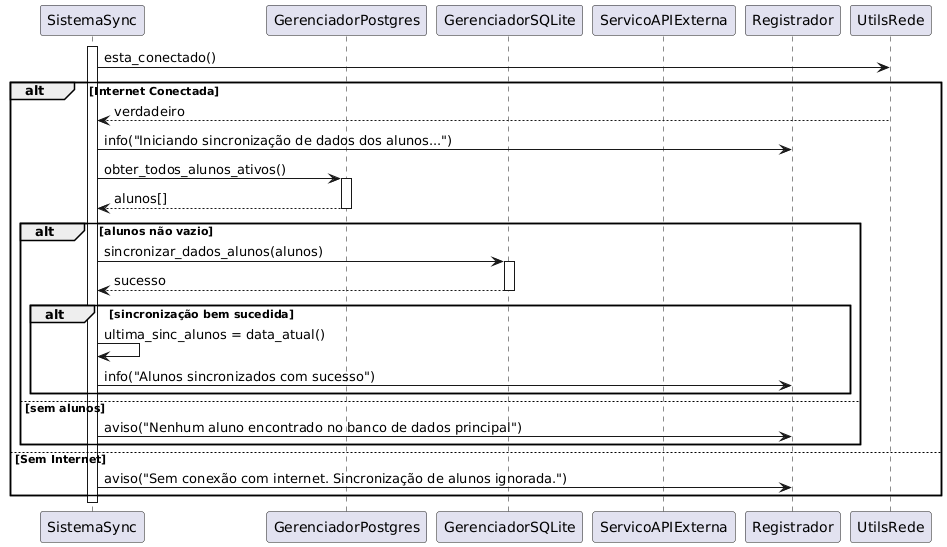 SistemaSync GerenciadorPostgres GerenciadorSQLite ServicoAPIExterna Registrador UtilsRede
esta_conectado()
alt [Internet Conectada]
verdadeiro
info("Iniciando sincronização de dados dos alunos...")
obter_todos_alunos_ativos()
alunos[]
alt [alunos não vazio]
sincronizar_dados_alunos(alunos)
sucesso
alt [sincronização bem sucedida]
ultima_sinc_alunos = data_atual()
info("Alunos sincronizados com sucesso")
[sem alunos]
aviso("Nenhum aluno encontrado no banco de dados principal")
[Sem Internet]
aviso("Sem conexão com internet. Sincronização de alunos ignorada.")
SistemaSync GerenciadorPostgres GerenciadorSQLite ServicoAPIExterna Registrador UtilsRede